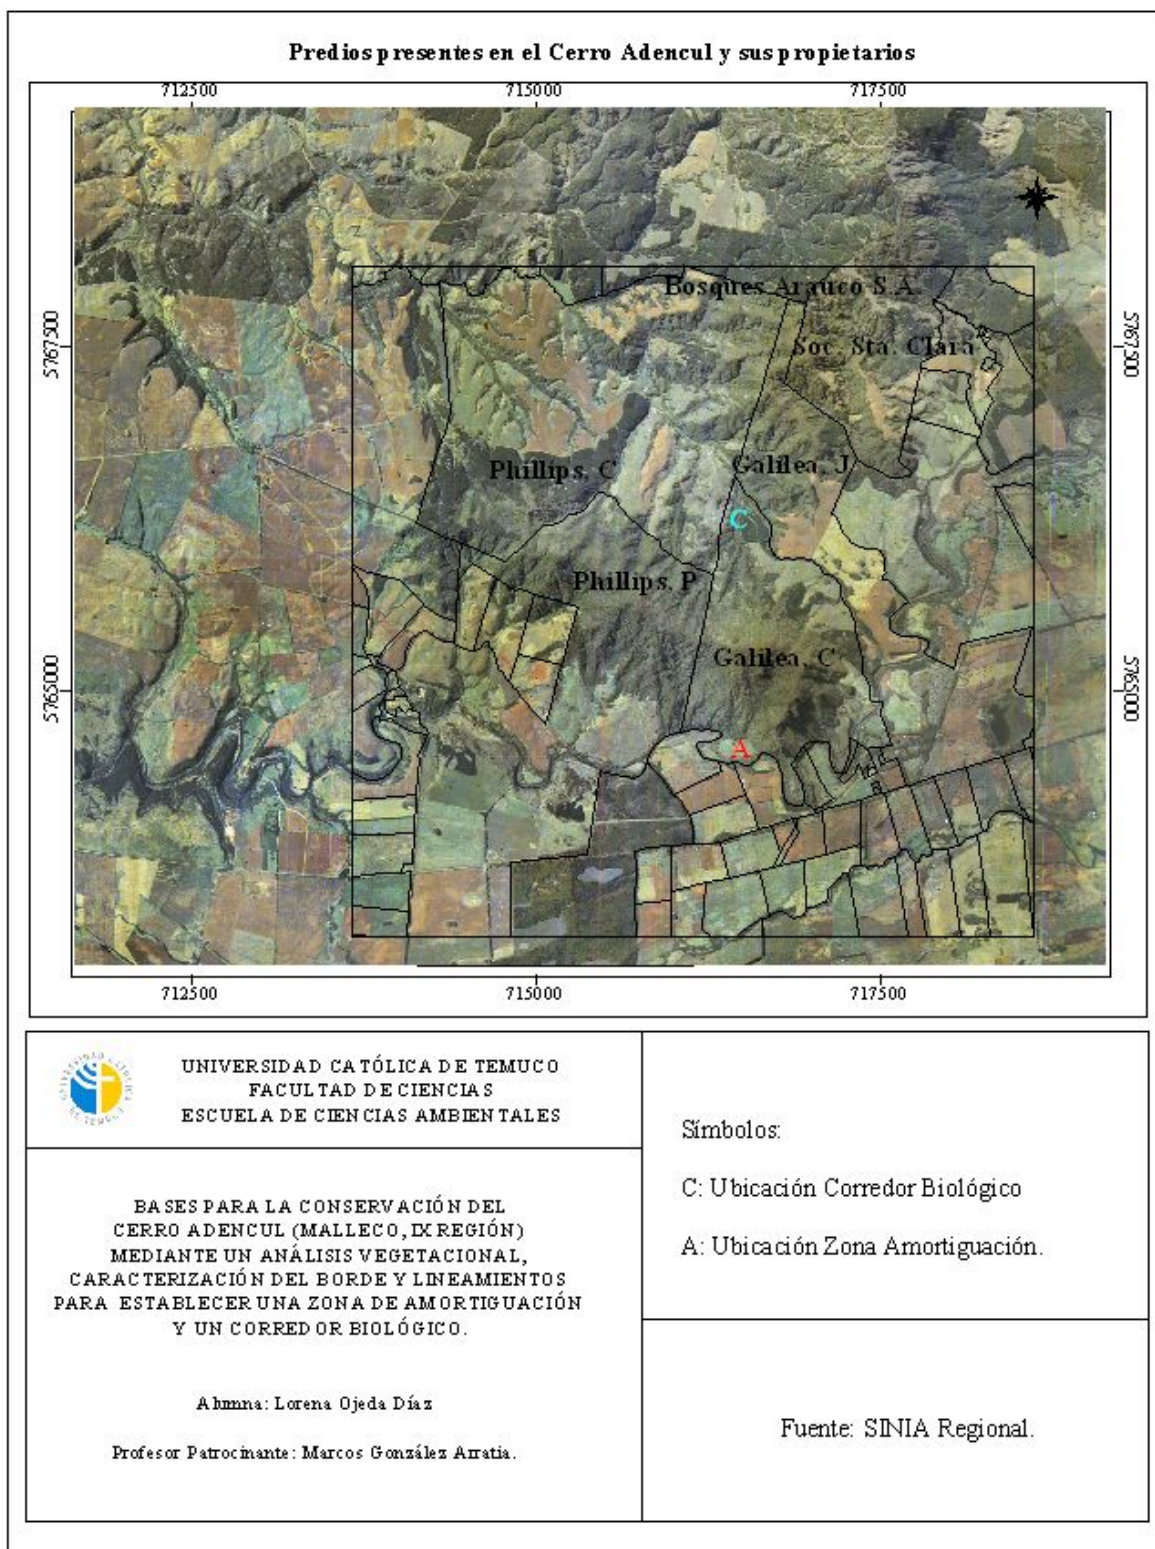 Predios presentes en el Cerro Adencul y sus propietarios
712500 715000 717500
Bosques Arauco S.A.
5767500 5767500
Soc. Sta. Clara
Phillips, C
Galilea, J
C
Phillips, P
Galilea, C
5765000 5765000
A
712500 715000 717500
UNIVERSIDAD CATÓLICA DE TEMUCO
FACULTAD DE CIENCIAS
ESCUELA DE CIENCIAS AMBIENTALES
BASES PARA LA CONSERVACIÓN DEL
CERRO ADENCUL (MALLECO, IX REGIÓN)
MEDIANTE UN ANÁLISIS VEGETACIONAL,
CARACTERIZACIÓN DEL BORDE Y LINEAMIENTOS
PARA ESTABLECER UNA ZONA DE AMORTIGUACIÓN
Y UN CORREDOR BIOLÓGICO.
Alumna: Lorena Ojeda Díaz
Profesor Patrocinante: Marcos González Arratia.
Símbolos:
C: Ubicación Corredor Biológico
A: Ubicación Zona Amortiguación.
Fuente: SINIA Regional.